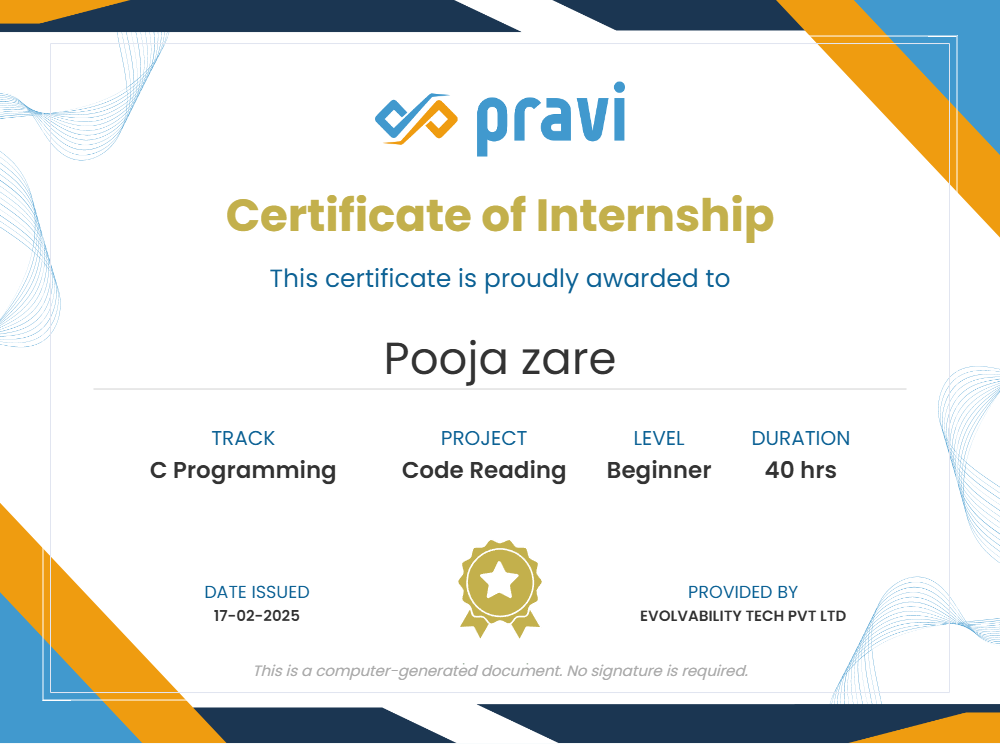 pravi
Certificate of Internship
This certificate is proudly awarded to
Pooja zare
TRACK PROJECT LEVEL DURATION
C Programming Code Reading Beginner 40 hrs
DATE ISSUED PROVIDED BY
17-02-2025 EVOLVABILITY TECH PVT LTD
This is a computer-generated document. No signature is required.